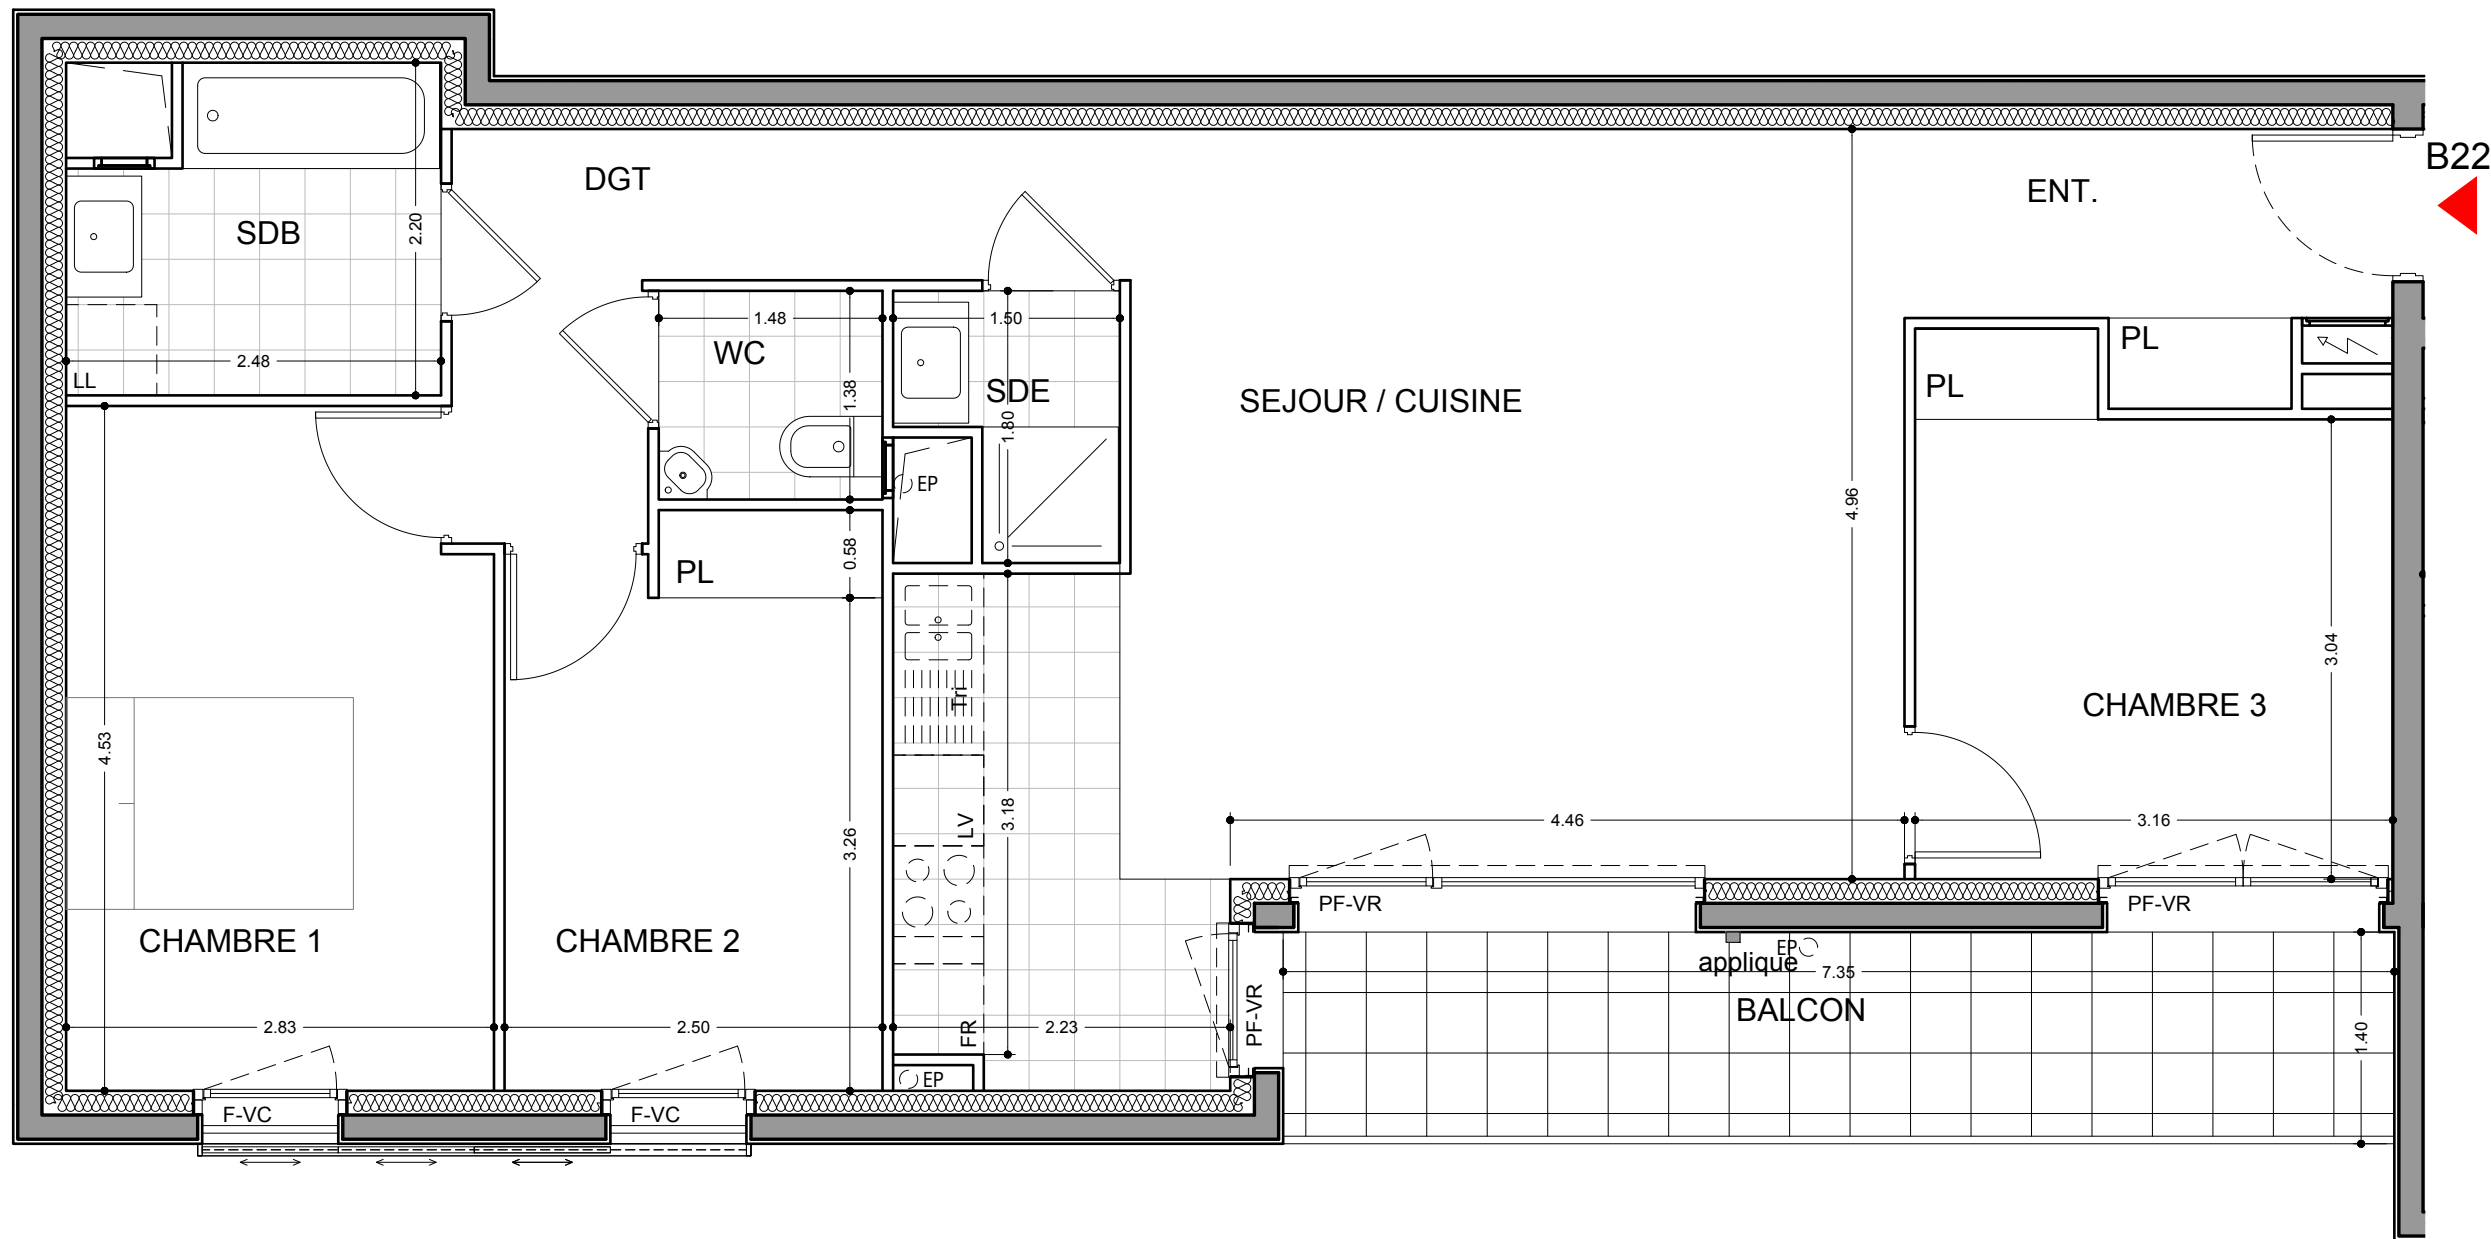 B22
DGT
ENT.
SDB
2.20
1.48
1.50
WC
PL
2.48
LL
1.38
SDE
1.80
PL
SEJOUR / CUISINE
EP
4.96
0.58
PL
3.04
Tri
CHAMBRE 3
4.53
3.26
LV
3.18
4.46
3.16
PF-VR
PF-VR
CHAMBRE 1
CHAMBRE 2
EP
applique
7.35
BALCON
2.83
2.50
FR
2.23
PF-VR
1.40
EP
F-VC
F-VC